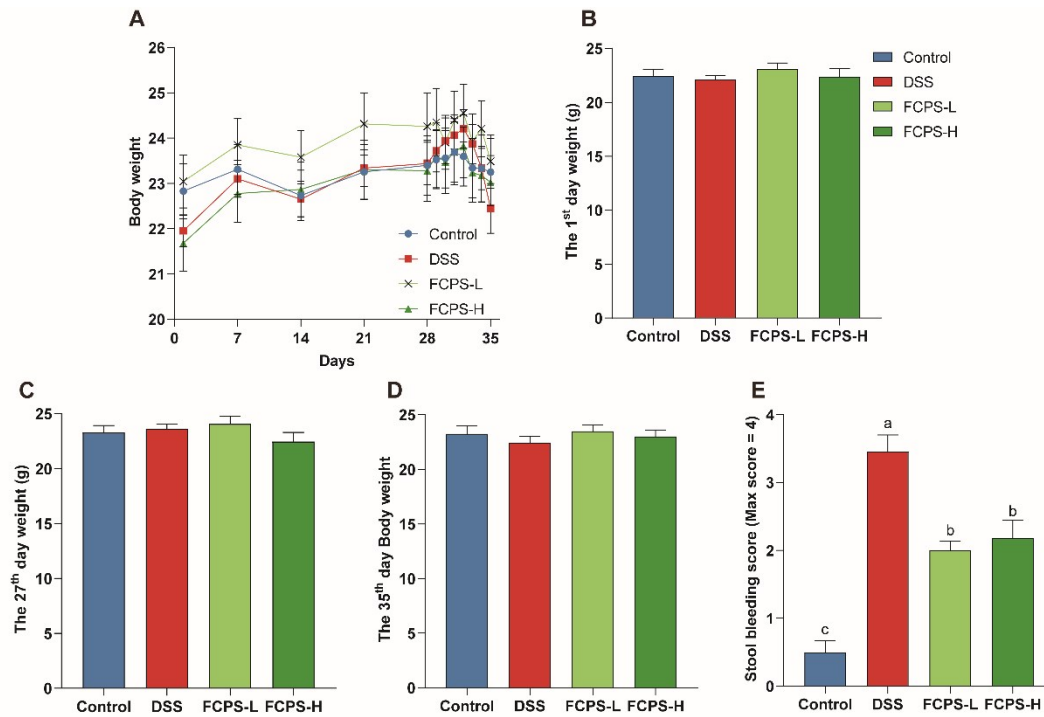 A
Body weight
26
25
24
23
22
21
20
0
7
14
21
28
35
Days
Control
DSS
FCPS-L
FCPS-H
B
The 1st day weight (g)
25
20
15
10
5
0
Control
DSS
FCPS-L
FCPS-H
Control
DSS
FCPS-L
FCPS-H
C
The 27th day weight (g)
25
20
15
10
5
0
Control
DSS
FCPS-L
FCPS-H
D
The 35th day Body weight
25
20
15
10
5
0
Control
DSS
FCPS-L
FCPS-H
E
Stool bleeding score (Max score = 4)
4
3
2
1
0
c
a
b
b
Control
DSS
FCPS-L
FCPS-H